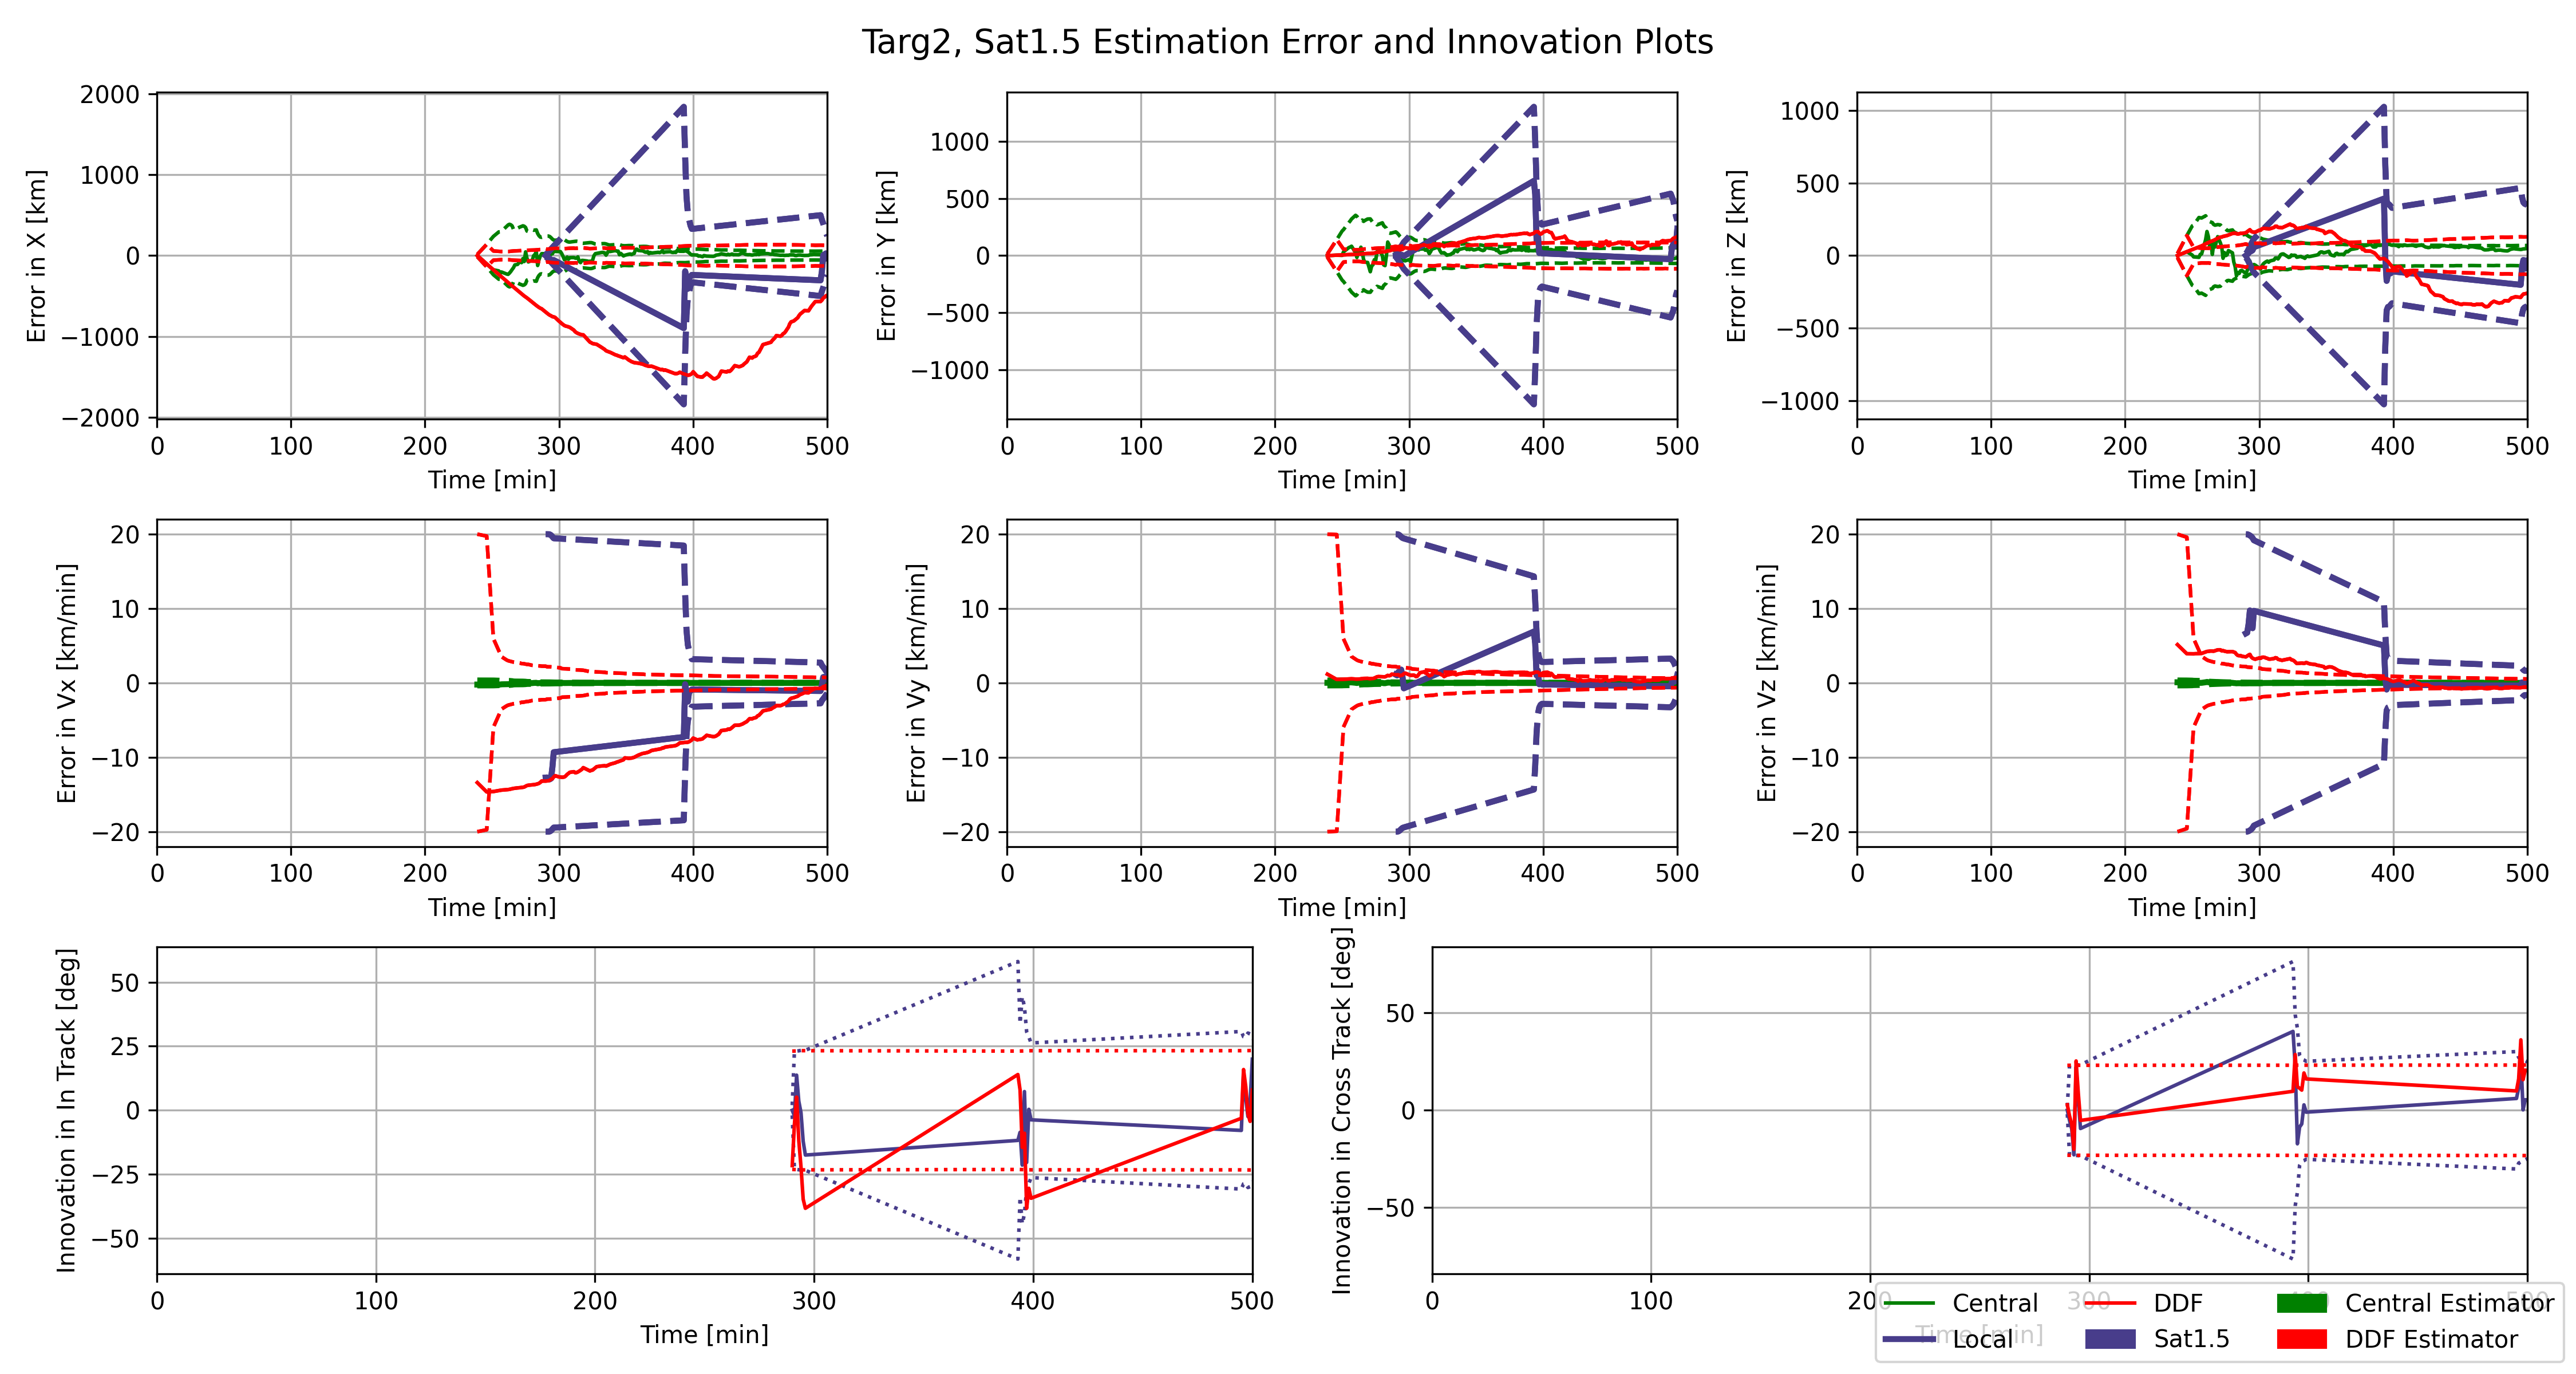 Targ2, Sat1.5 Estimation Error and Innovation Plots
Error in X [km]
2000
1000
0
−1000
−2000
0 100 200 300 400 500
Time [min]
Error in Y [km]
1000
500
0
−500
−1000
0 100 200 300 400 500
Time [min]
Error in Z [km]
1000
500
0
−500
−1000
0 100 200 300 400 500
Time [min]
Error in Vx [km/min]
20
10
0
−10
−20
0 100 200 300 400 500
Time [min]
Error in Vy [km/min]
20
10
0
−10
−20
0 100 200 300 400 500
Time [min]
Error in Vz [km/min]
20
10
0
−10
−20
0 100 200 300 400 500
Time [min]
Innovation in In Track [deg]
50
25
0
−25
−50
0 100 200 300 400 500
Time [min]
Innovation in Cross Track [deg]
50
0
−50
0 100 200 300 400 500
Time [min]
Central DDF Central Estimator
Local Sat1.5 DDF Estimator